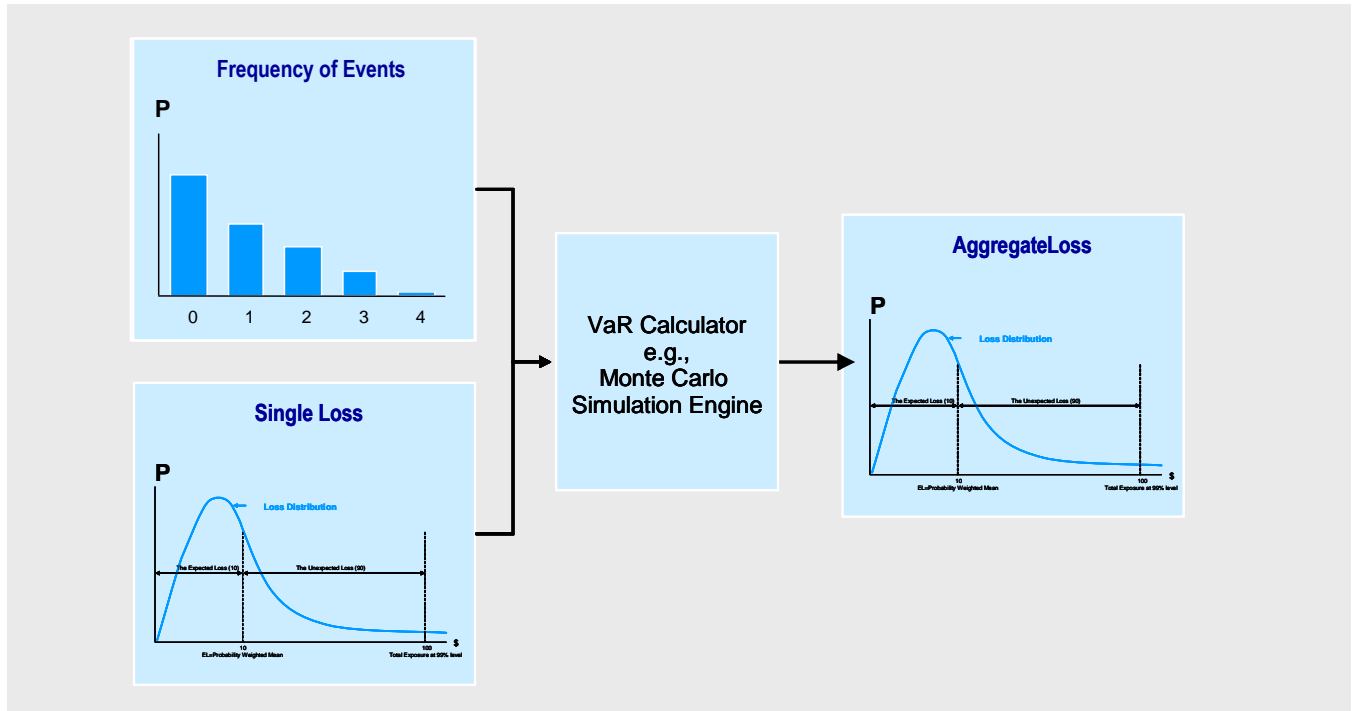 Frequency of Events
P
0 1 2 3 4
Single Loss
P
Loss Distribution
The Expected Loss (10) The Unexpected Loss (90)
10 100 $
EL=Probability Weighted Mean Total Exposure at 99% level
VaR Calculator
e.g.,
Monte Carlo
Simulation Engine
AggregateLoss
P
Loss Distribution
The Expected Loss (10) The Unexpected Loss (90)
10 100 $
EL=Probability Weighted Mean Total Exposure at 99% level